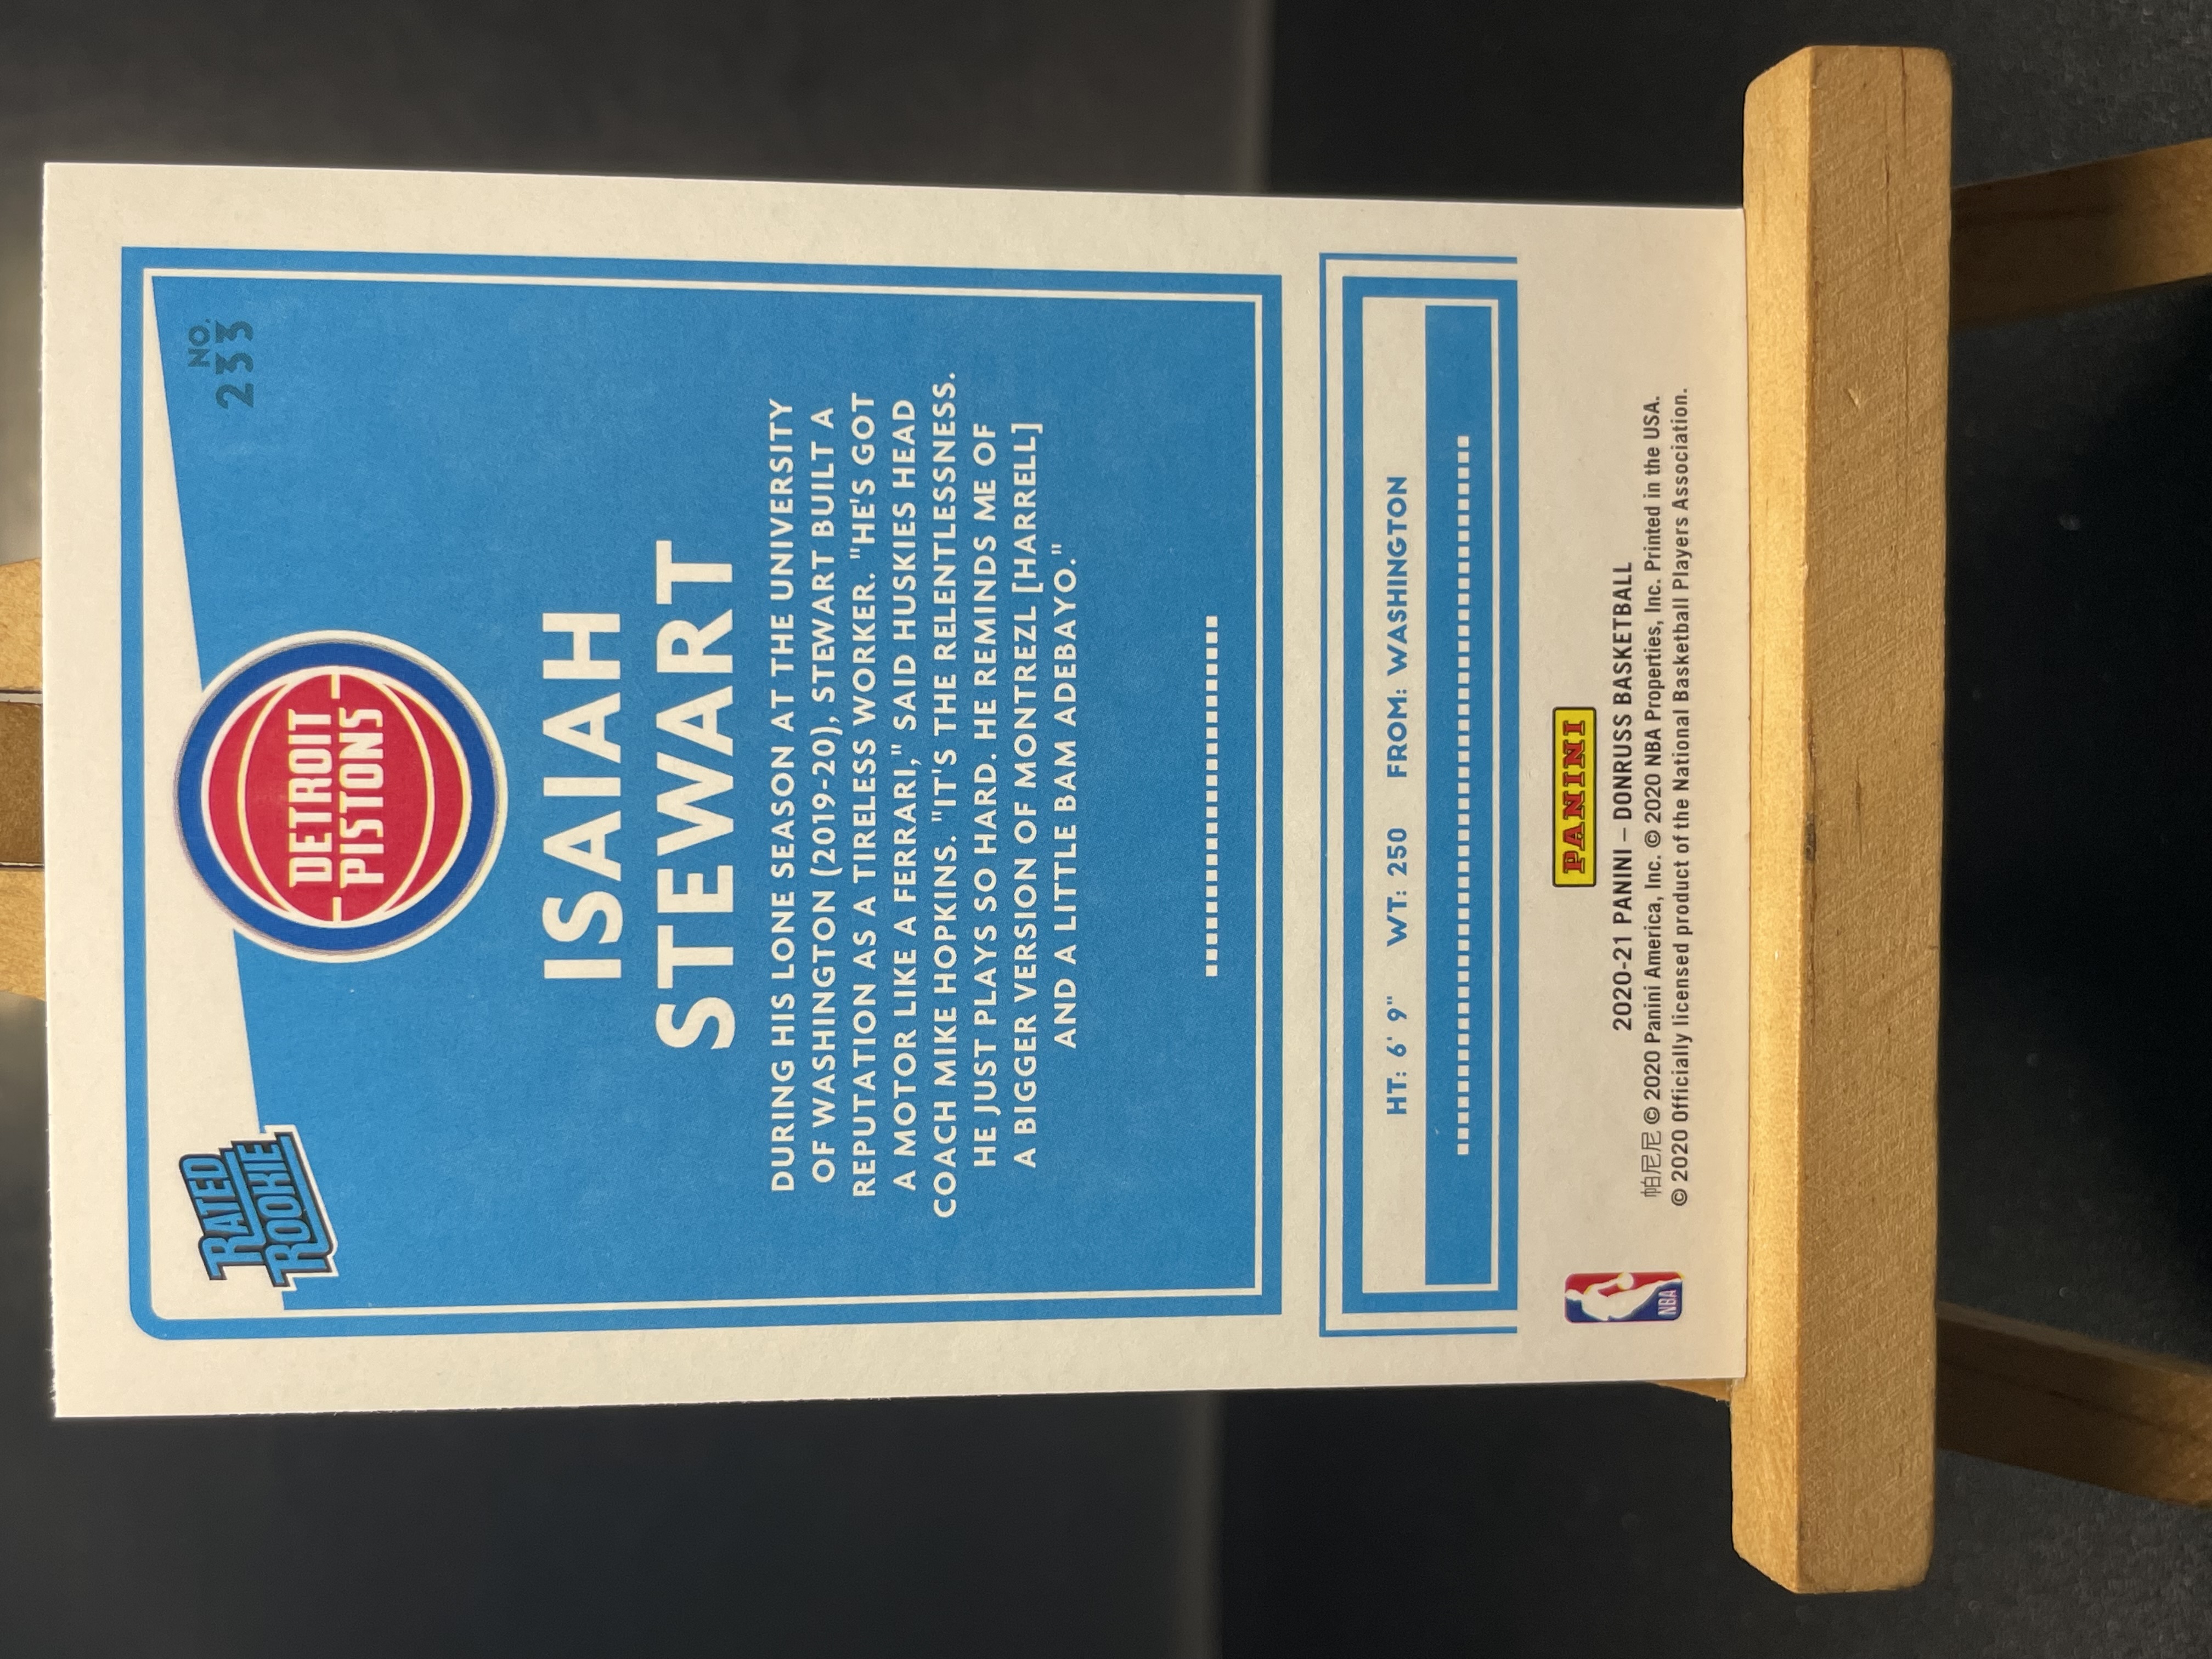 RATED
ROOKIE
NO.
233
DETROIT
PISTONS
ISAIAH
STEWART
DURING HIS LONE SEASON AT THE UNIVERSITY
OF WASHINGTON (2019-20), STEWART BUILT A
REPUTATION AS A TIRELESS WORKER. "HE'S GOT
A MOTOR LIKE A FERRARI," SAID HUSKIES HEAD
COACH MIKE HOPKINS. "IT'S THE RELENTLESSNESS.
HE JUST PLAYS SO HARD. HE REMINDS ME OF
A BIGGER VERSION OF MONTREZL [HARRELL]
AND A LITTLE BAM ADEBAYO."
HT: 6' 9" WT: 250 FROM: WASHINGTON
PANINI
2020-21 PANINI – DONRUSS BASKETBALL
帕尼尼 © 2020 Panini America, Inc. © 2020 NBA Properties, Inc. Printed in the USA.
© 2020 Officially licensed product of the National Basketball Players Association.
NBA